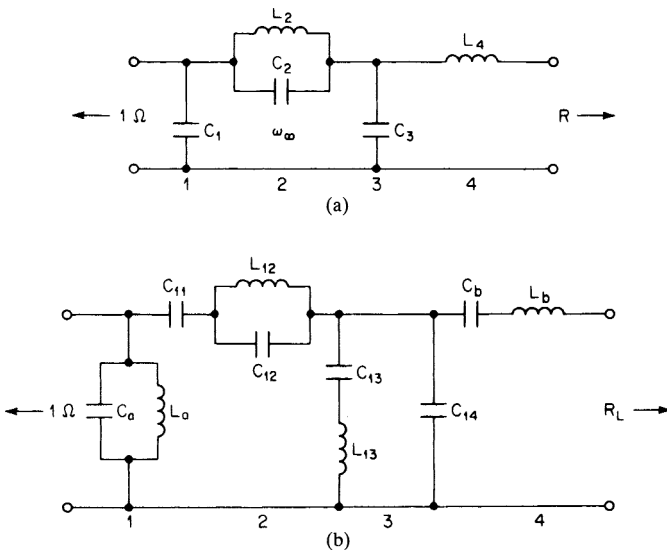 L2
C2
L4
1 Ω
C1
ω∞
C3
R
1 2 3 4
(a)
L12
C11
C12
Cb
Lb
C13
1 Ω
Ca
La
C14
RL
L13
1 2 3 4
(b)